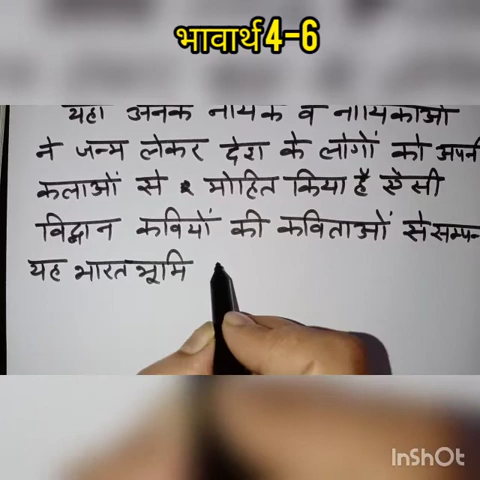 भावार्थ 4-6
यहाँ अनेक नायक व नायिकाओं
ने जन्म लेकर देश के लोगों को अपनी
कलाओं से मोहित किया है ऐसी
विद्वान कवियों की कविताओं से सम्पन
यह भारत भूमि
InShOt